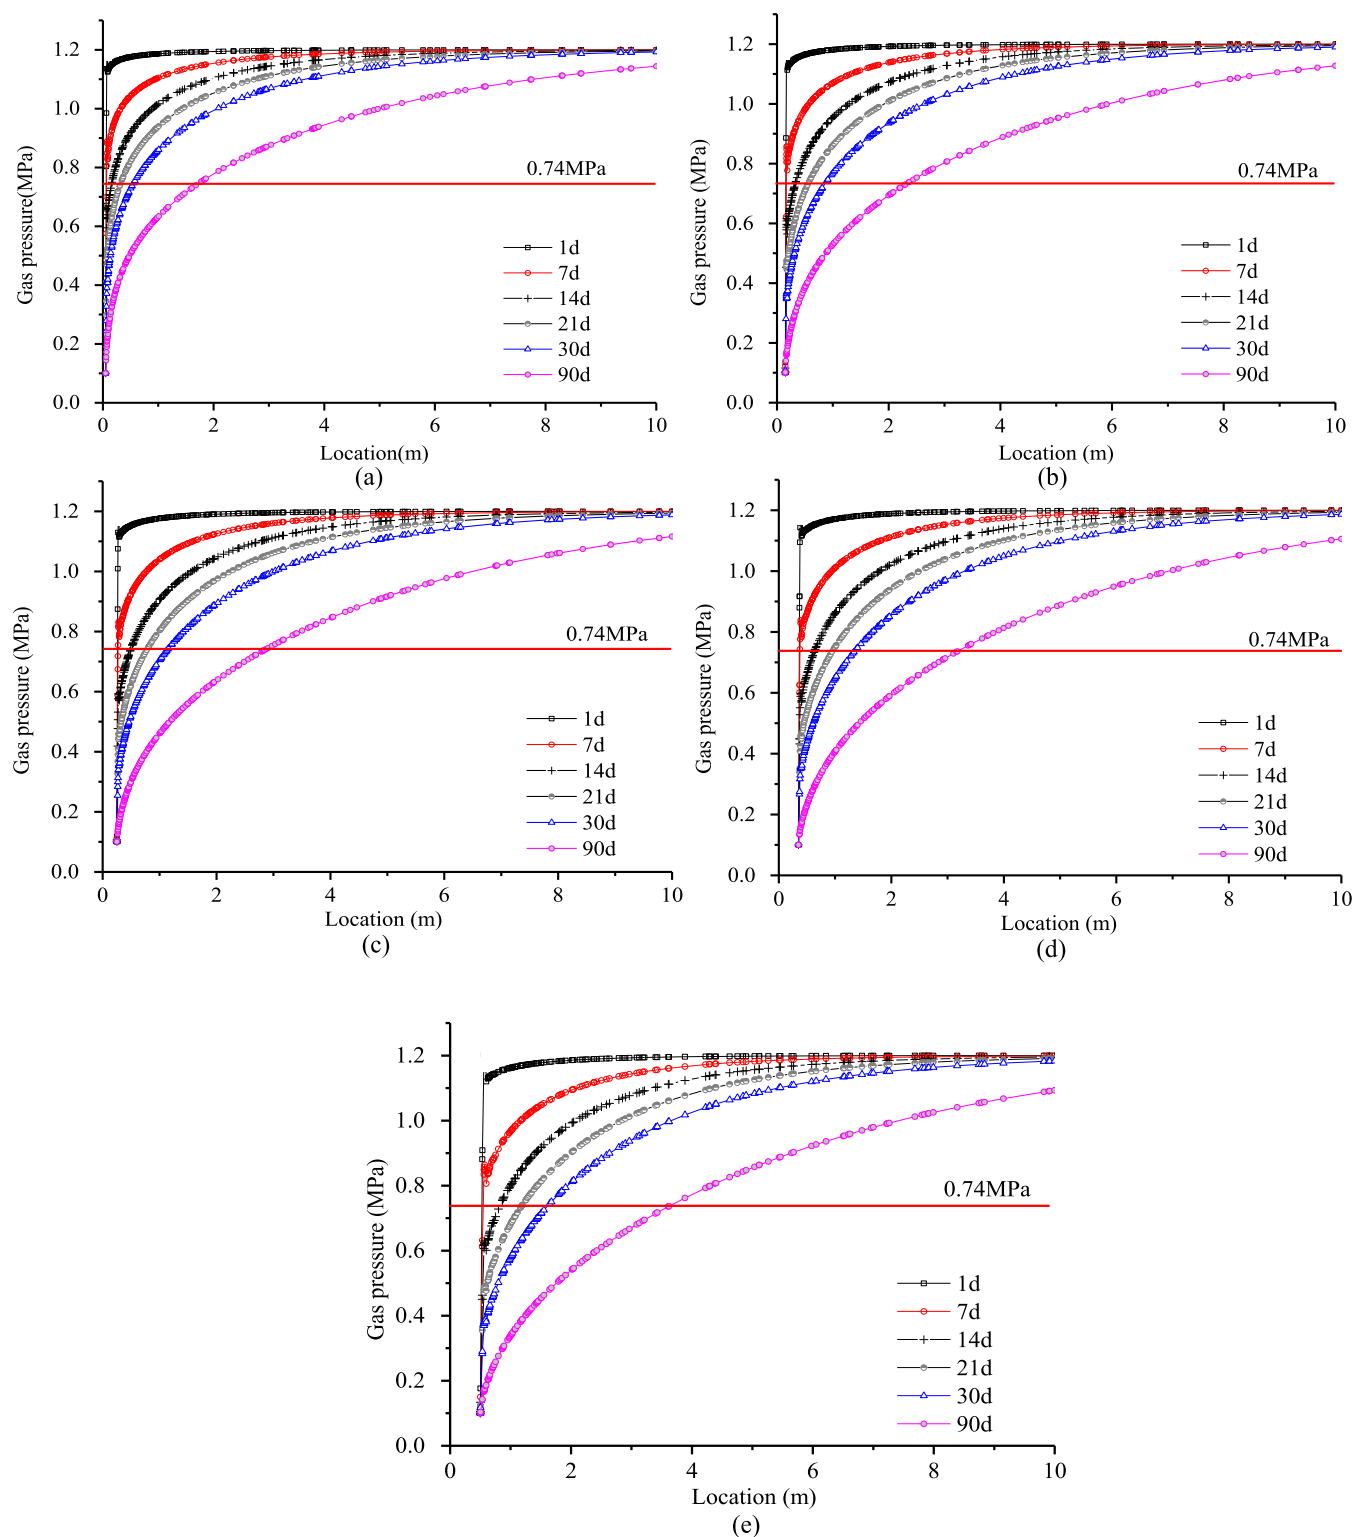 1.2
1.0
0.8
0.6
0.4
0.2
0.0
Gas pressure(MPa)
0.74MPa
1d
7d
14d
21d
30d
90d
0 2 4 6 8 10
Location(m)
(a)
1.2
1.0
0.8
0.6
0.4
0.2
0.0
Gas pressure (MPa)
0.74MPa
1d
7d
14d
21d
30d
90d
0 2 4 6 8 10
Location (m)
(b)
1.2
1.0
0.8
0.6
0.4
0.2
0.0
Gas pressure (MPa)
0.74MPa
1d
7d
14d
21d
30d
90d
0 2 4 6 8 10
Location (m)
(c)
1.2
1.0
0.8
0.6
0.4
0.2
0.0
Gas pressure (MPa)
0.74MPa
1d
7d
14d
21d
30d
90d
0 2 4 6 8 10
Location (m)
(d)
1.2
1.0
0.8
0.6
0.4
0.2
0.0
Gas pressure (MPa)
0.74MPa
1d
7d
14d
21d
30d
90d
0 2 4 6 8 10
Location (m)
(e)